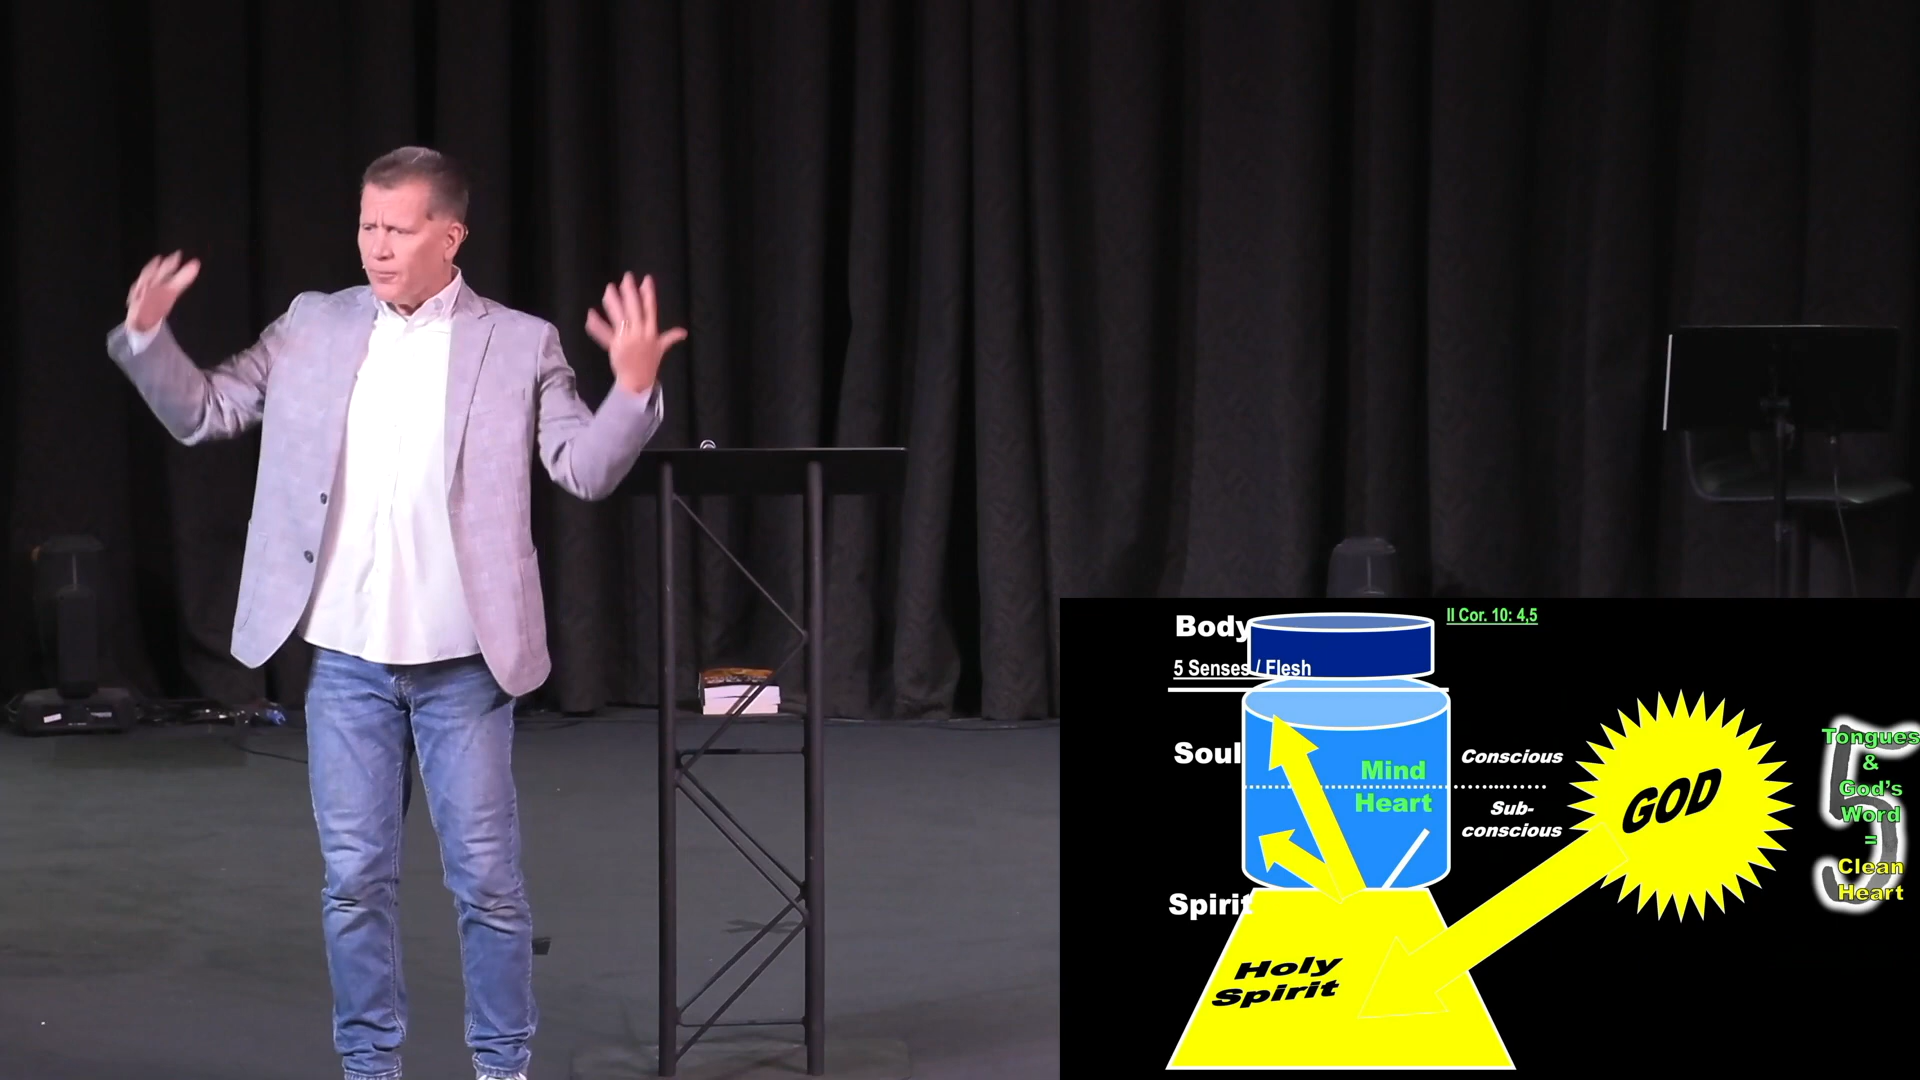 Body
II Cor. 10: 4,5
5 Senses / Flesh
Soul
Mind
Heart
Conscious
Sub-
conscious
GOD
Tongues
&
God's
Word
=
Clean
Heart
5
Spirit
Holy
Spirit